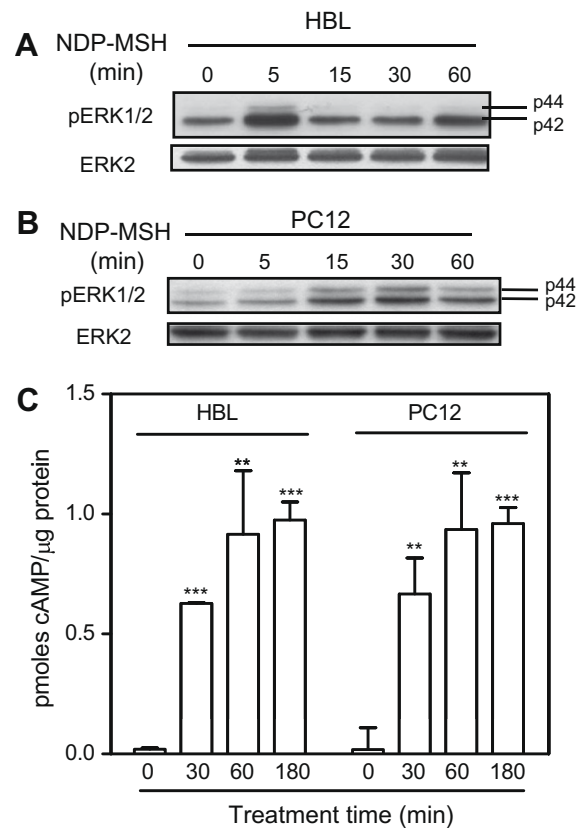 A
HBL
NDP-MSH
(min)
0 5 15 30 60
pERK1/2
p44
p42
ERK2
B
NDP-MSH
PC12
(min)
0 5 15 30 60
pERK1/2
p44
p42
ERK2
C
1.5
1.0
0.5
0.0
pmoles cAMP/μg protein
HBL
PC12
***
**
***
**
**
***
0 30 60 180 0 30 60 180
Treatment time (min)